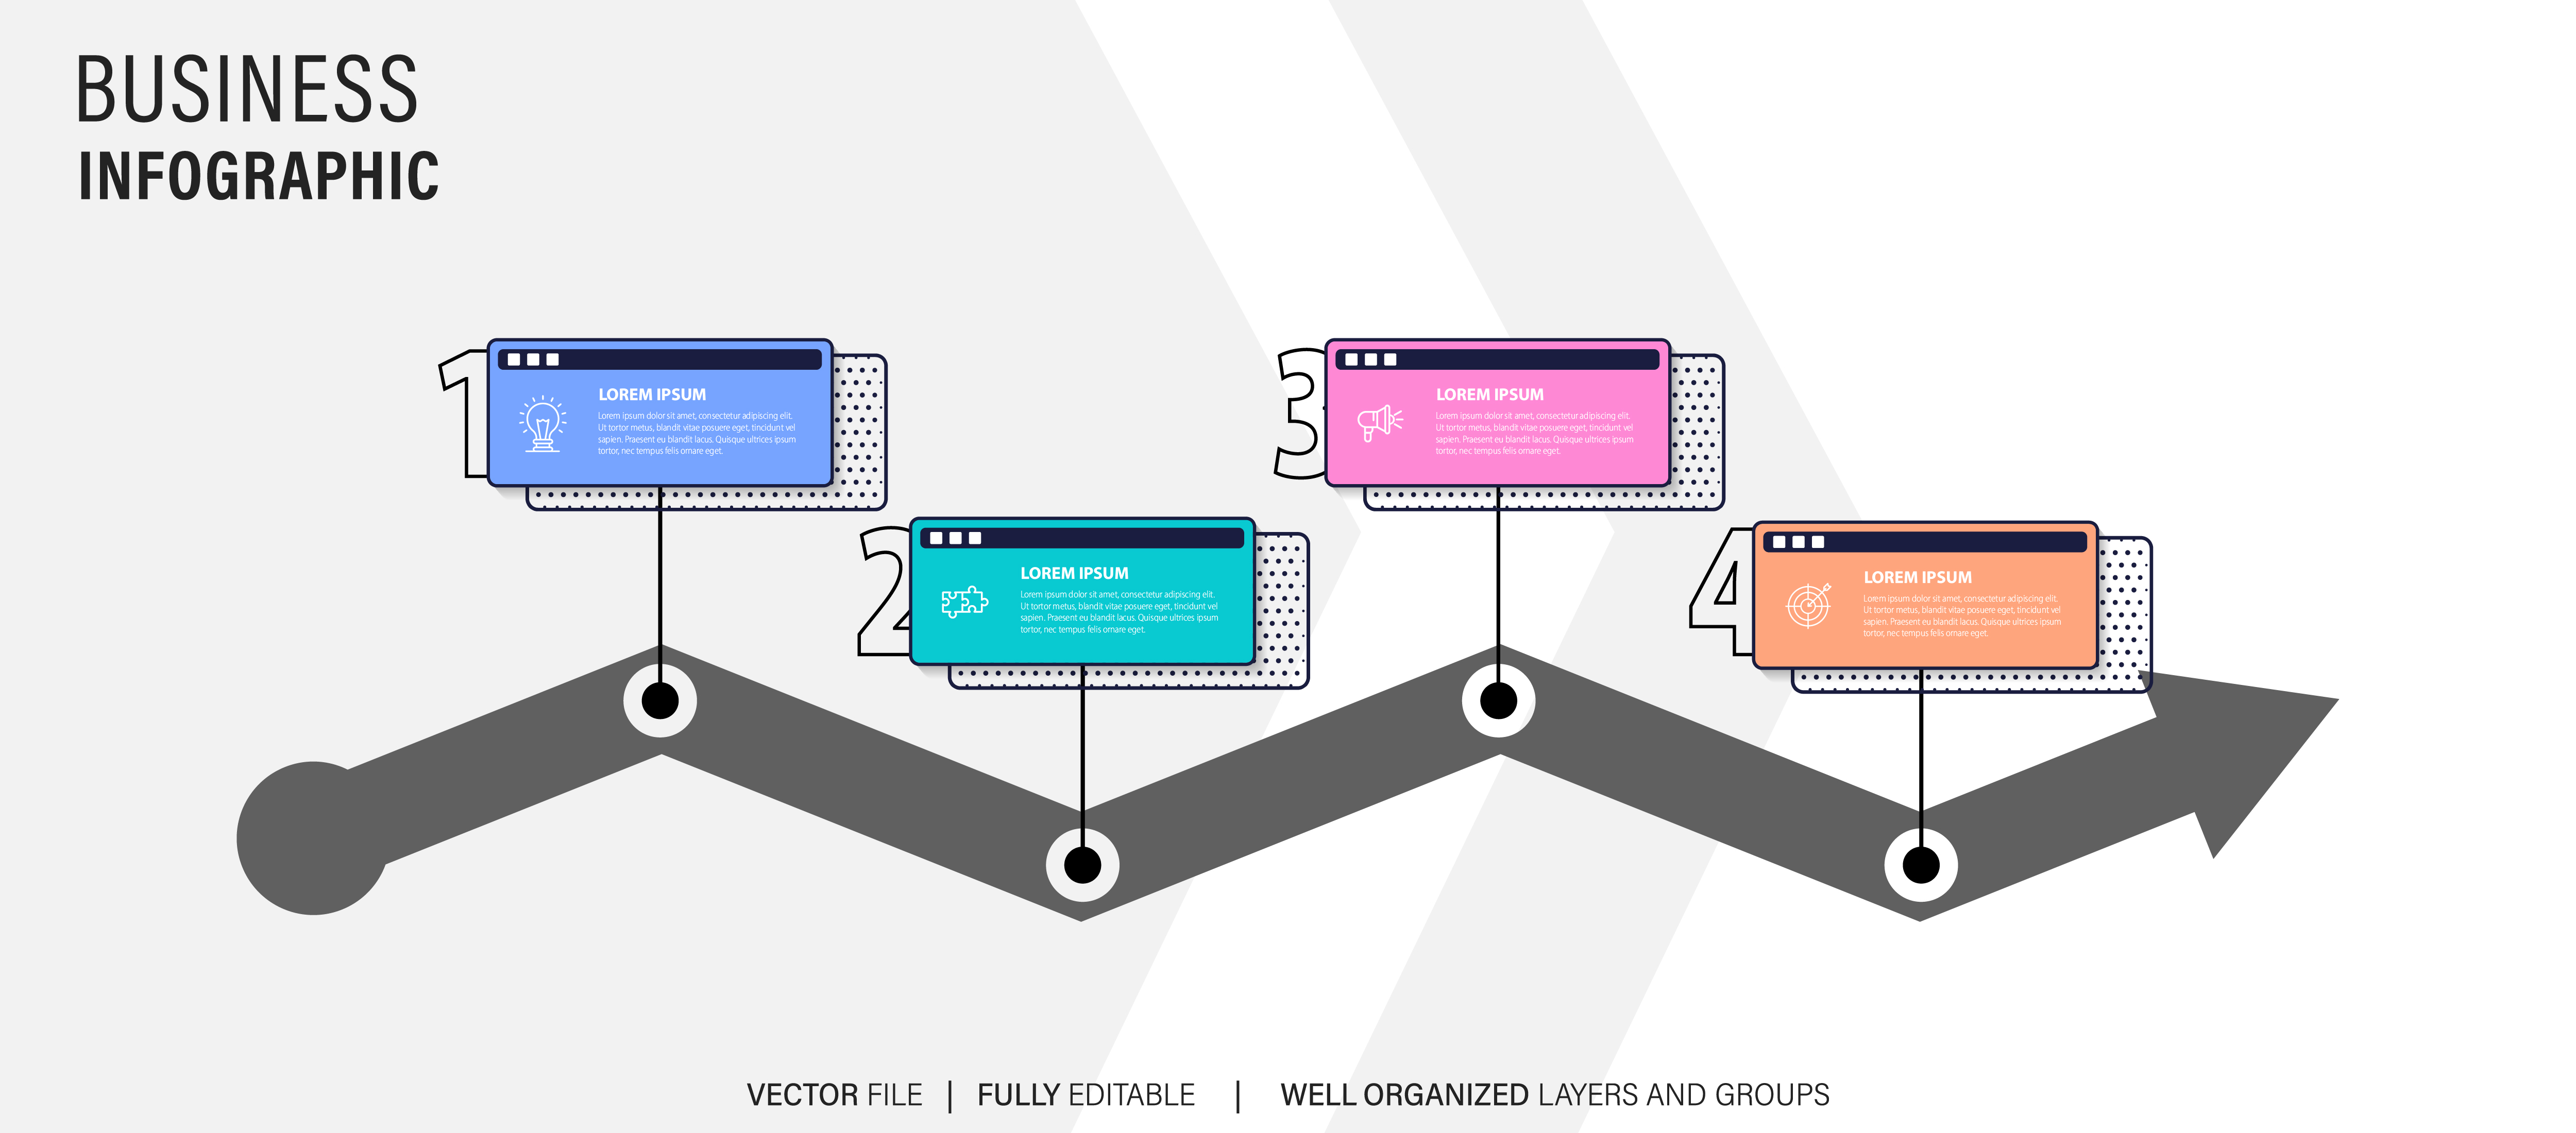 BUSINESS
INFOGRAPHIC
1
LOREM IPSUM
Lorem ipsum dolor sit amet, consectetur adipiscing elit.
Ut tortor metus, blandit vitae posuere eget, tincidunt vel
sapien. Praesent eu blandit lacus. Quisque ultrices ipsum
tortor, nec tempus felis ornare eget.
2
LOREM IPSUM
Lorem ipsum dolor sit amet, consectetur adipiscing elit.
Ut tortor metus, blandit vitae posuere eget, tincidunt vel
sapien. Praesent eu blandit lacus. Quisque ultrices ipsum
tortor, nec tempus felis ornare eget.
3
LOREM IPSUM
Lorem ipsum dolor sit amet, consectetur adipiscing elit.
Ut tortor metus, blandit vitae posuere eget, tincidunt vel
sapien. Praesent eu blandit lacus. Quisque ultrices ipsum
tortor, nec tempus felis ornare eget.
4
LOREM IPSUM
Lorem ipsum dolor sit amet, consectetur adipiscing elit.
Ut tortor metus, blandit vitae posuere eget, tincidunt vel
sapien. Praesent eu blandit lacus. Quisque ultrices ipsum
tortor, nec tempus felis ornare eget.
VECTOR FILE | FULLY EDITABLE | WELL ORGANIZED LAYERS AND GROUPS